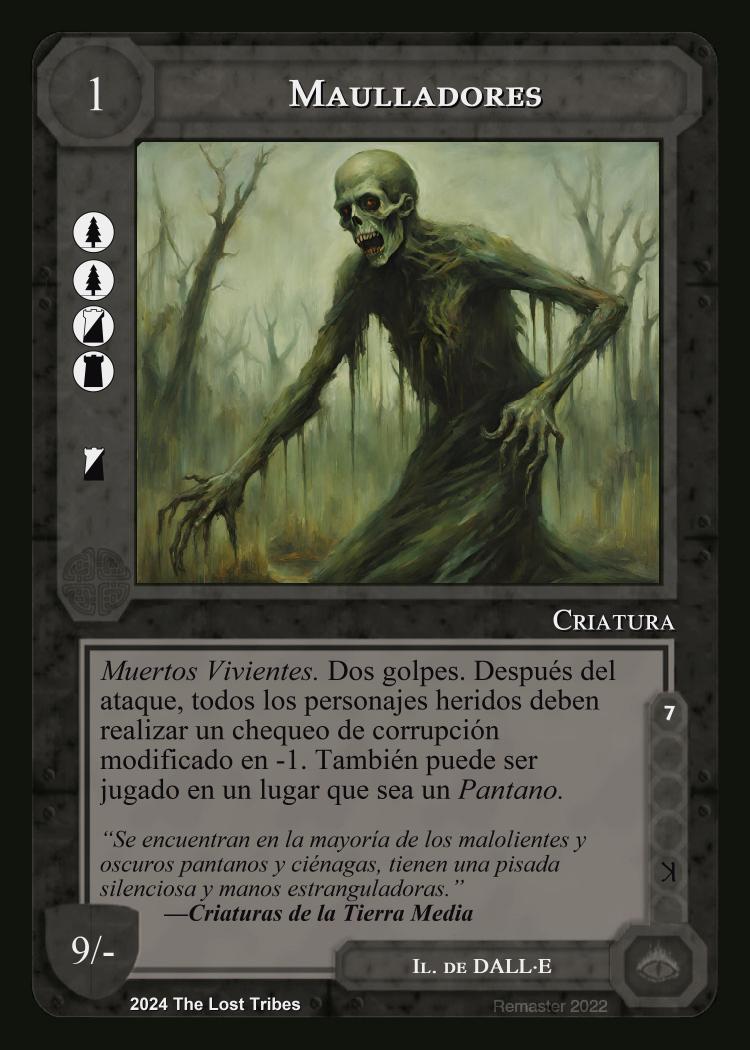 1
Maulladores
Criatura
Muertos Vivientes. Dos golpes. Después del
ataque, todos los personajes heridos deben
realizar un chequeo de corrupción
modificado en -1. También puede ser
jugado en un lugar que sea un Pantano.
7
“Se encuentran en la mayoría de los malolientes y
oscuros pantanos y ciénagas, tienen una pisada
silenciosa y manos estranguladoras.”
—Criaturas de la Tierra Media
9/-
Il. de DALL·E
2024 The Lost Tribes
Remaster 2022